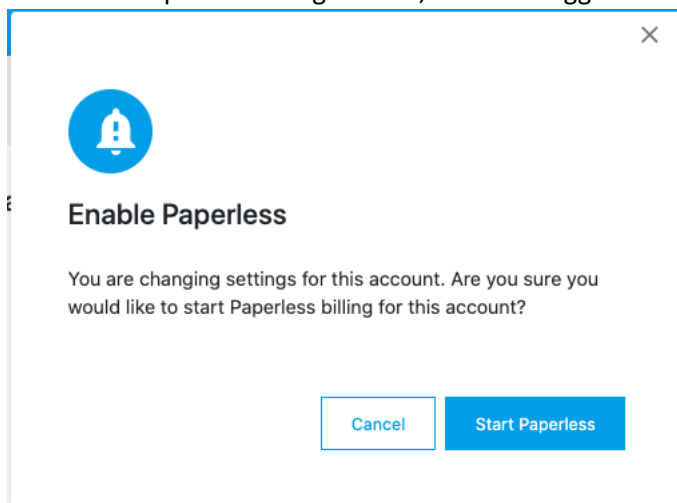 Enable Paperless
You are changing settings for this account. Are you sure you
would like to start Paperless billing for this account?
Cancel
Start Paperless